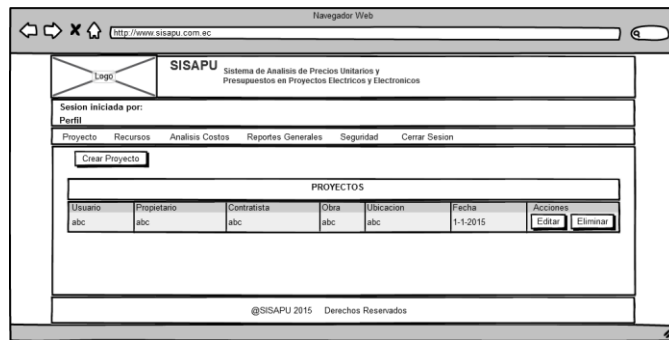 Navegador Web
http://www.sisapu.com.ec
Logo
SISAPU Sistema de Analisis de Precios Unitarios y
Presupuestos en Proyectos Electricos y Electronicos
Sesion iniciada por:
Perfil
Proyecto Recursos Analisis Costos Reportes Generales Seguridad Cerrar Sesion
Crear Proyecto
PROYECTOS
Usuario Propietario Contratista Obra Ubicacion Fecha Acciones
abc abc abc abc abc 1-1-2015 Editar Eliminar
@SISAPU 2015 Derechos Reservados